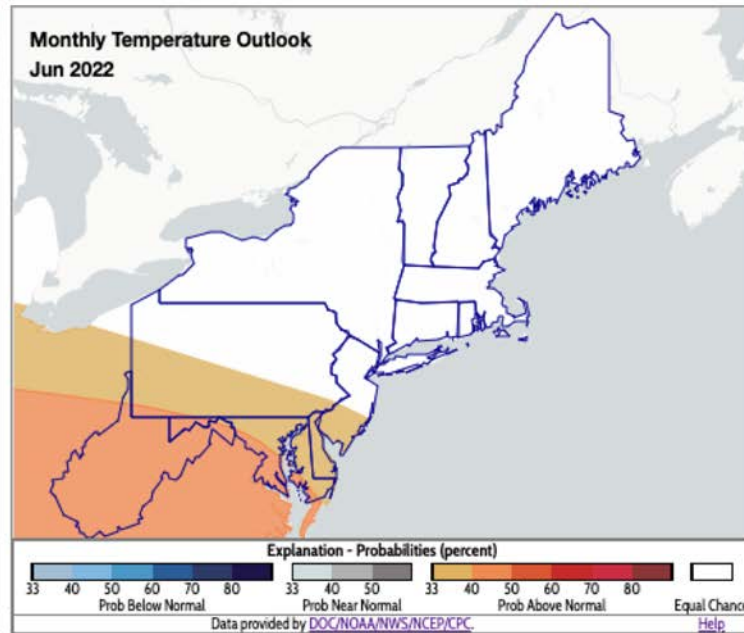 Monthly Temperature Outlook
Jun 2022
Explanation - Probabilities (percent)
33 40 50 60 70 80 33 40 50 33 40 50 60 70 80
Prob Below Normal Prob Near Normal Prob Above Normal Equal Chance
Data provided by DOC/NOAA/NWS/NCEP/CPC. Help